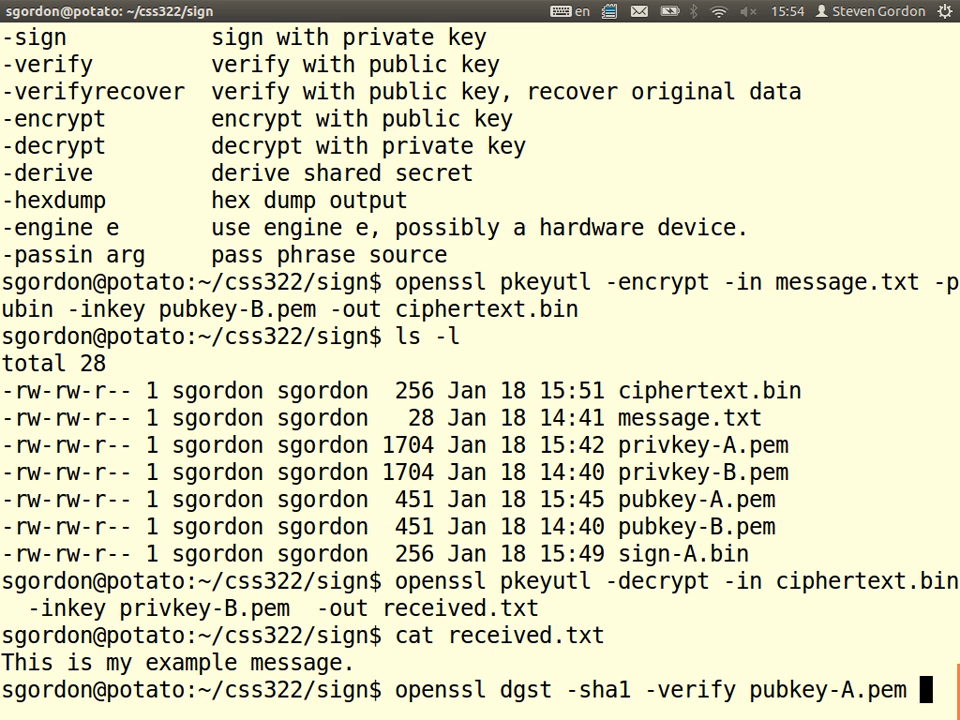 sgordon@potato: ~/css322/sign en 15:54 Steven Gordon
-sign           sign with private key
-verify         verify with public key
-verifyrecover  verify with public key, recover original data
-encrypt        encrypt with public key
-decrypt        decrypt with private key
-derive         derive shared secret
-hexdump        hex dump output
-engine e       use engine e, possibly a hardware device.
-passin arg     pass phrase source
sgordon@potato:~/css322/sign$ openssl pkeyutl -encrypt -in message.txt -p
ubin -inkey pubkey-B.pem -out ciphertext.bin
sgordon@potato:~/css322/sign$ ls -l
total 28
-rw-rw-r-- 1 sgordon sgordon  256 Jan 18 15:51 ciphertext.bin
-rw-rw-r-- 1 sgordon sgordon   28 Jan 18 14:41 message.txt
-rw-rw-r-- 1 sgordon sgordon 1704 Jan 18 15:42 privkey-A.pem
-rw-rw-r-- 1 sgordon sgordon 1704 Jan 18 14:40 privkey-B.pem
-rw-rw-r-- 1 sgordon sgordon  451 Jan 18 15:45 pubkey-A.pem
-rw-rw-r-- 1 sgordon sgordon  451 Jan 18 14:40 pubkey-B.pem
-rw-rw-r-- 1 sgordon sgordon  256 Jan 18 15:49 sign-A.bin
sgordon@potato:~/css322/sign$ openssl pkeyutl -decrypt -in ciphertext.bin
  -inkey privkey-B.pem  -out received.txt
sgordon@potato:~/css322/sign$ cat received.txt
This is my example message.
sgordon@potato:~/css322/sign$ openssl dgst -sha1 -verify pubkey-A.pem